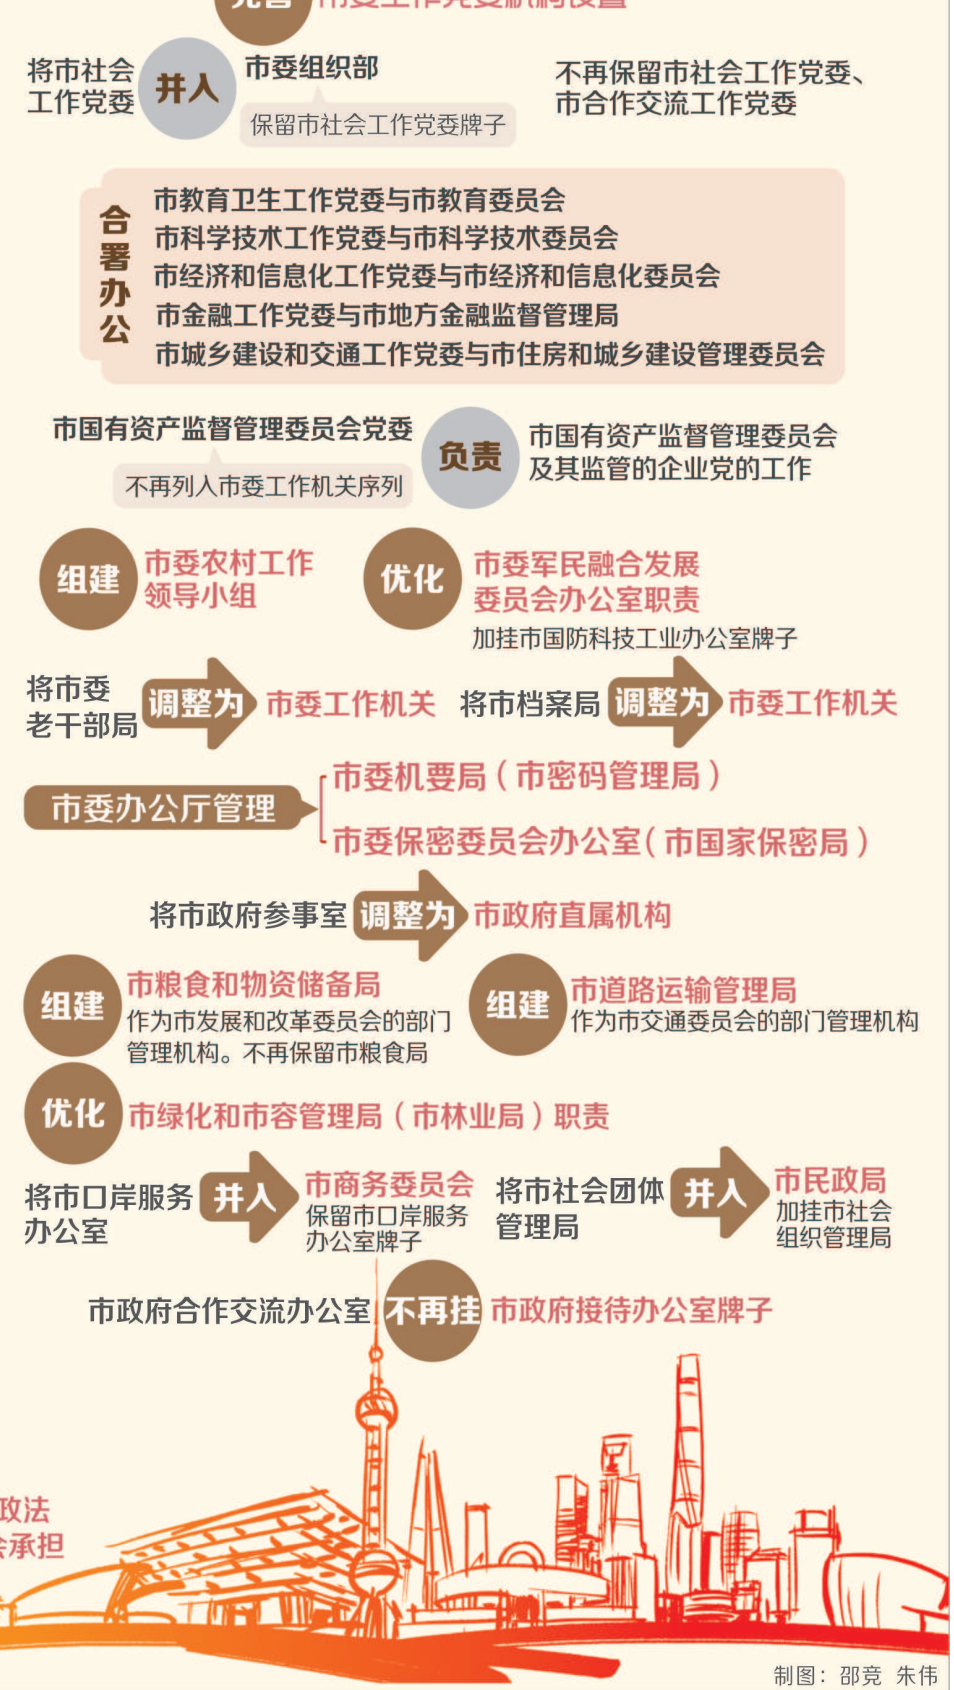 完善 市委工作党委机构设置
将市社会
工作党委
并入
市委组织部
保留市社会工作党委牌子
不再保留市社会工作党委、
市合作交流工作党委
合署办公
市教育卫生工作党委与市教育委员会
市科学技术工作党委与市科学技术委员会
市经济和信息化工作党委与市经济和信息化委员会
市金融工作党委与市地方金融监督管理局
市城乡建设和交通工作党委与市住房和城乡建设管理委员会
市国有资产监督管理委员会党委
不再列入市委工作机关序列
负责
市国有资产监督管理委员会
及其监管的企业党的工作
组建
市委农村工作
领导小组
优化
市委军民融合发展
委员会办公室职责
加挂市国防科技工业办公室牌子
将市委
老干部局
调整为
市委工作机关
将市档案局
调整为
市委工作机关
市委办公厅管理
市委机要局（市密码管理局）
市委保密委员会办公室（市国家保密局）
将市政府参事室
调整为
市政府直属机构
组建
市粮食和物资储备局
作为市发展和改革委员会的部门
管理机构。不再保留市粮食局
组建
市道路运输管理局
作为市交通委员会的部门管理机构
优化
市绿化和市容管理局（市林业局）职责
将市口岸服务
办公室
并入
市商务委员会
保留市口岸服务
办公室牌子
将市社会团体
管理局
并入
市民政局
加挂市社会
组织管理局
市政府合作交流办公室
不再挂
市政府接待办公室牌子
政法
会承担
制图：邵竞 朱伟